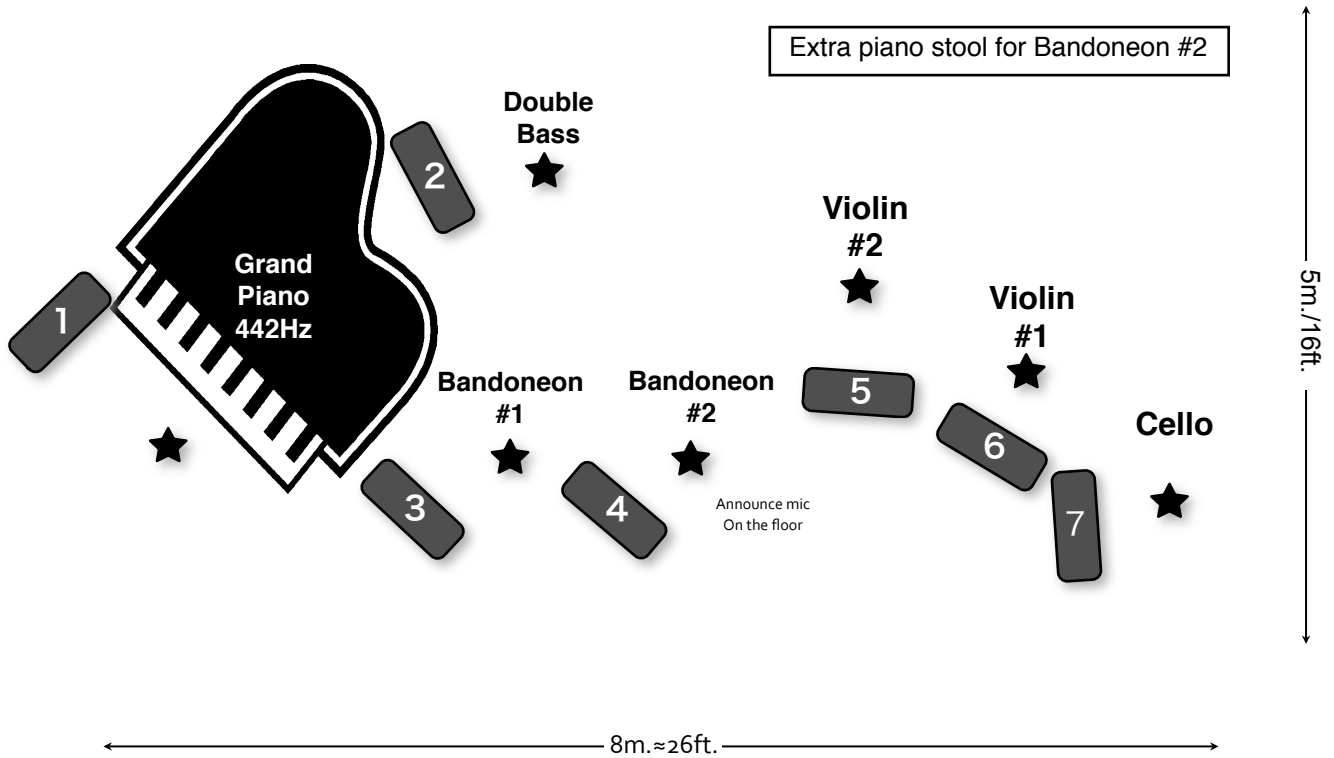 Extra piano stool for Bandoneon #2
Double
Bass
2
Violin
#2
Grand
Piano
442Hz
1
Violin
#1
5m./16ft.
Bandoneon
#1
Bandoneon
#2
5
Cello
6
3
4
Announce mic
On the floor
7
8m.≈26ft.